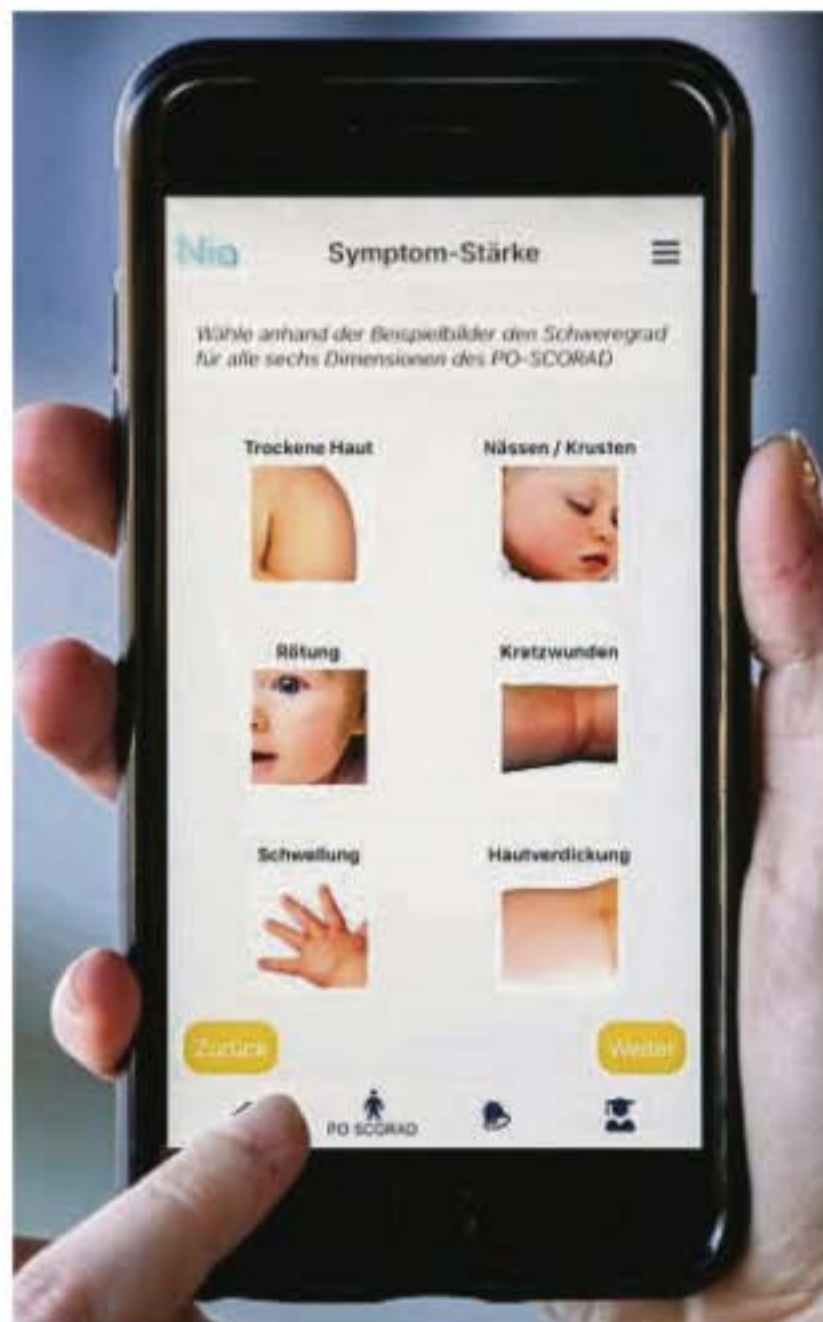 Nia
Symptom-Stärke
Wähle anhand der Beispielbilder den Schweregrad
für alle sechs Dimensionen des PO-SCORAD
Trockene Haut
Nässen / Krusten
Rötung
Kratzwunden
Schwellung
Hautverdickung
Zurück
Weiter
PO SCORAD